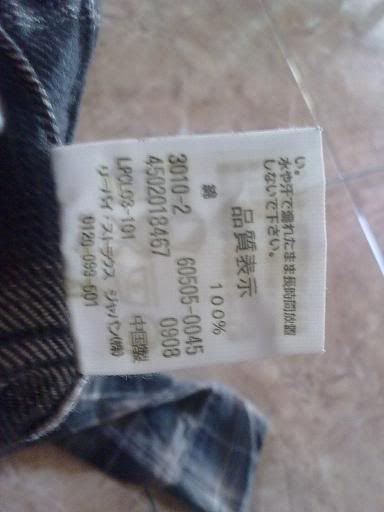 い。
水や汗で濡れたまま長時間放置
しないで下さい。
品質表示
綿 100%
3010-2 60505-0045
4502018467 0908
LPCL03-101 中国製
リーバイ・ストラウス ジャパン(株)
0120-099-501